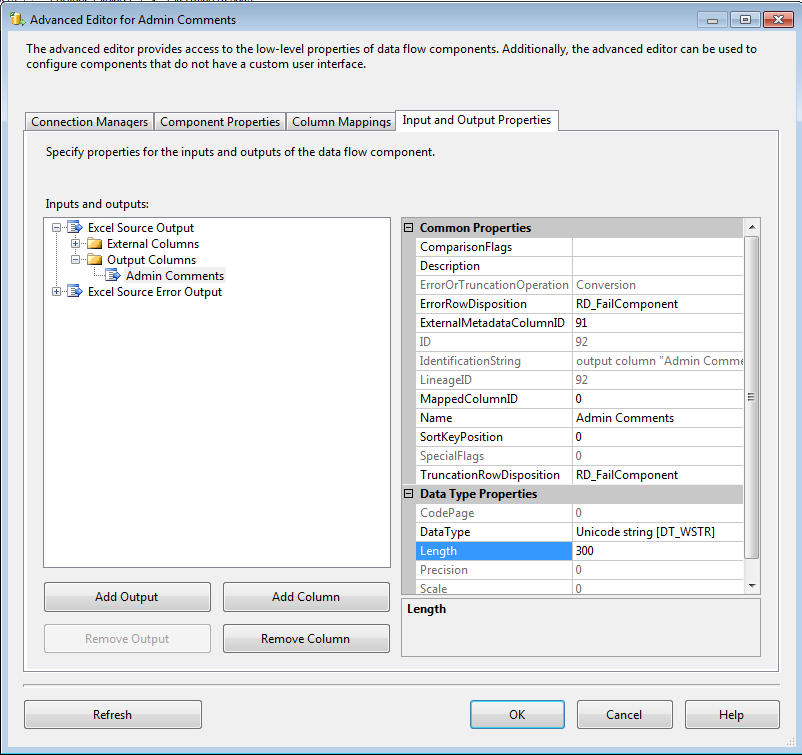 Advanced Editor for Admin Comments
The advanced editor provides access to the low-level properties of data flow components. Additionally, the advanced editor can be used to
configure components that do not have a custom user interface.
Connection Managers Component Properties Column Mappings Input and Output Properties
Specify properties for the inputs and outputs of the data flow component.
Inputs and outputs:
Excel Source Output
External Columns
Output Columns
Admin Comments
Excel Source Error Output
Common Properties
ComparisonFlags
Description
ErrorOrTruncationOperation Conversion
ErrorRowDisposition RD_FailComponent
ExternalMetadataColumnID 91
ID 92
IdentificationString output column "Admin Comme
LineageID 92
MappedColumnID 0
Name Admin Comments
SortKeyPosition 0
SpecialFlags 0
TruncationRowDisposition RD_FailComponent
Data Type Properties
CodePage 0
DataType Unicode string [DT_WSTR]
Length 300
Precision 0
Scale 0
Length
Add Output Add Column
Remove Output Remove Column
Refresh OK Cancel Help